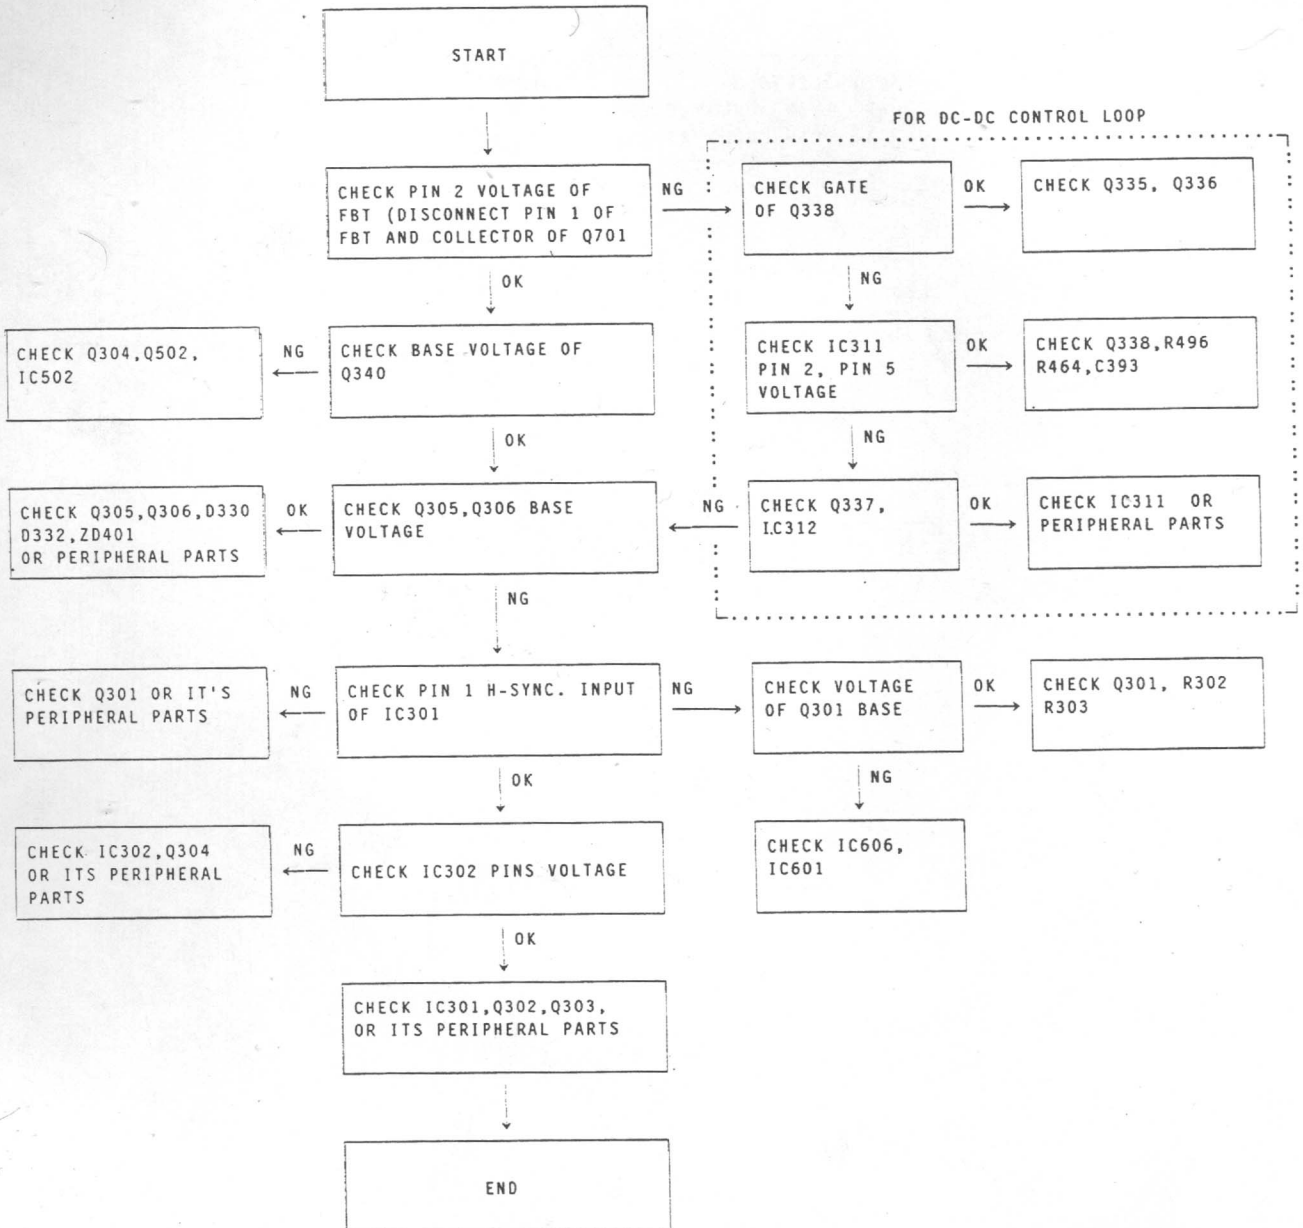 START
FOR DC-DC CONTROL LOOP
CHECK PIN 2 VOLTAGE OF
FBT (DISCONNECT PIN 1 OF
FBT AND COLLECTOR OF Q701
NG
CHECK GATE
OF Q338
OK
CHECK Q335, Q336
OK
NG
CHECK Q304,Q502,
IC502
NG
CHECK BASE VOLTAGE OF
Q340
CHECK IC311
PIN 2, PIN 5
VOLTAGE
OK
CHECK Q338,R496
R464,C393
OK
NG
CHECK Q305,Q306,D330
D332,ZD401
OR PERIPHERAL PARTS
OK
CHECK Q305,Q306 BASE
VOLTAGE
NG
CHECK Q337,
IC312
OK
CHECK IC311 OR
PERIPHERAL PARTS
NG
CHECK Q301 OR IT'S
PERIPHERAL PARTS
NG
CHECK PIN 1 H-SYNC. INPUT
OF IC301
NG
CHECK VOLTAGE
OF Q301 BASE
OK
CHECK Q301, R302
R303
OK
NG
CHECK IC302,Q304
OR ITS PERIPHERAL
PARTS
NG
CHECK IC302 PINS VOLTAGE
CHECK IC606,
IC601
OK
CHECK IC301,Q302,Q303,
OR ITS PERIPHERAL PARTS
END